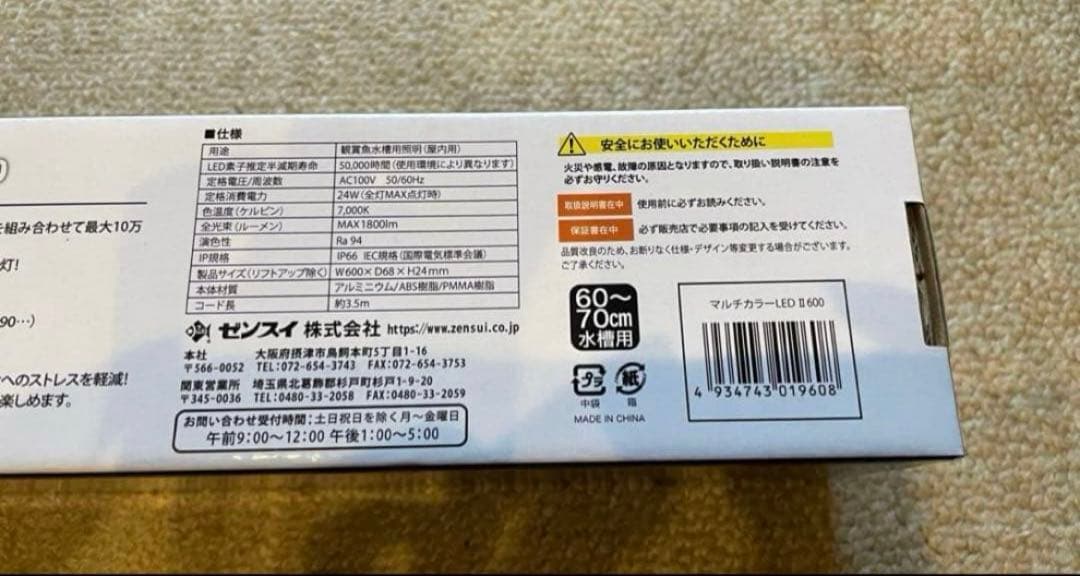 を組み合わせて最大10万
灯!
90…)
へのストレスを軽減!
楽しめます。
■仕様
用途 観賞魚水槽用照明(屋内用)
LED素子推定半減期寿命 50,000時間(使用環境により異なります)
定格電圧/周波数 AC100V 50/60Hz
定格消費電力 24W(全灯MAX点灯時)
色温度(ケルビン) 7,000K
全光束(ルーメン) MAX1800lm
演色性 Ra 94
IP規格 IP66 IEC規格(国際電気標準会議)
製品サイズ(リフトアップ除く) W600×D68×H24mm
本体材質 アルミニウム/ABS樹脂/PMMA樹脂
コード長 約3.5m
ゼンスイ 株式会社 https://www.zensui.co.jp
本社 大阪府摂津市鳥飼本町5丁目1-16
〒566-0052 TEL:072-654-3743 FAX:072-654-3753
関東営業所 埼玉県北葛飾郡杉戸町杉戸1-9-20
〒345-0036 TEL:0480-33-2058 FAX:0480-33-2059
お問い合わせ受付時間:土日祝日を除く月〜金曜日
午前9:00〜12:00 午後1:00〜5:00
安全にお使いいただくために
火災や感電、故障の原因となりますので、取り扱い説明書の注意を
必ずお守りください。
取扱説明書在中 使用前に必ずお読みください。
保証書在中 必ず販売店で必要事項の記入を受けてください。
品質改良のため、お断りなく仕様・デザイン等変更する場合がございます。
ご了承ください。
60〜
70cm
水槽用
プラ
中袋
紙
箱
MADE IN CHINA
マルチカラーLED Ⅱ 600
4 934743 019608